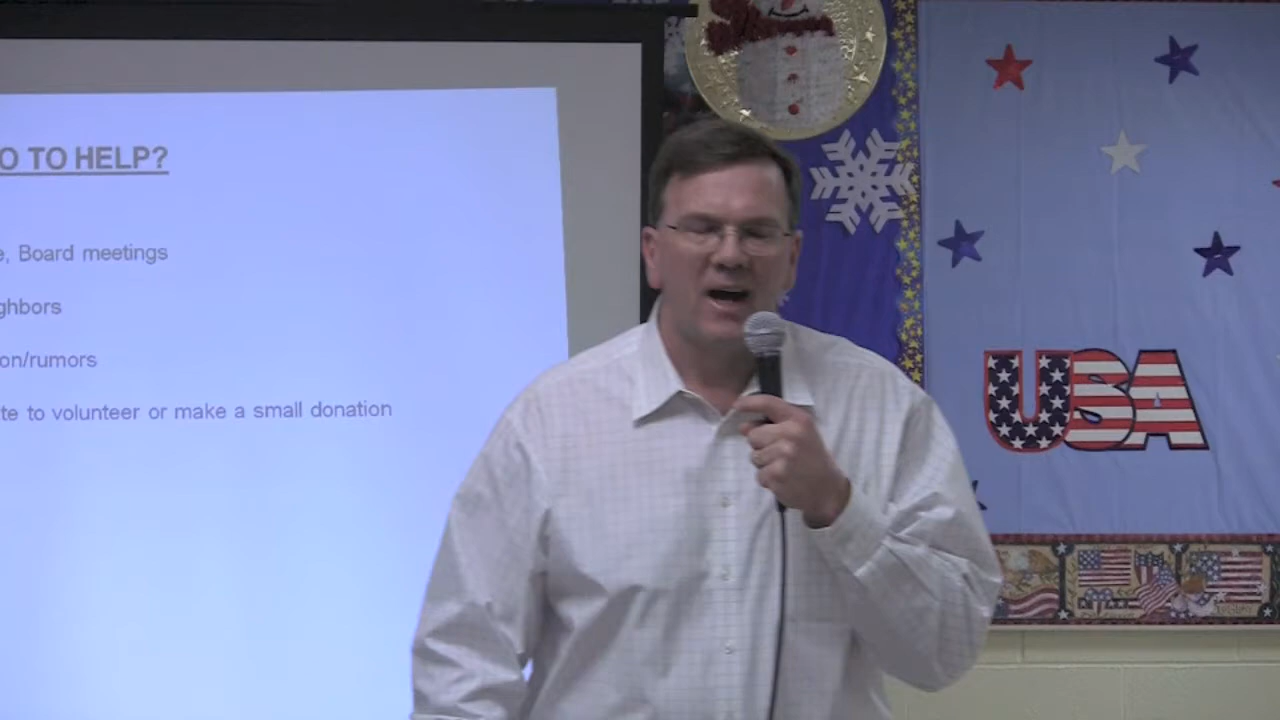 O TO HELP?
e, Board meetings
ghbors
on/rumors
te to volunteer or make a small donation
USA